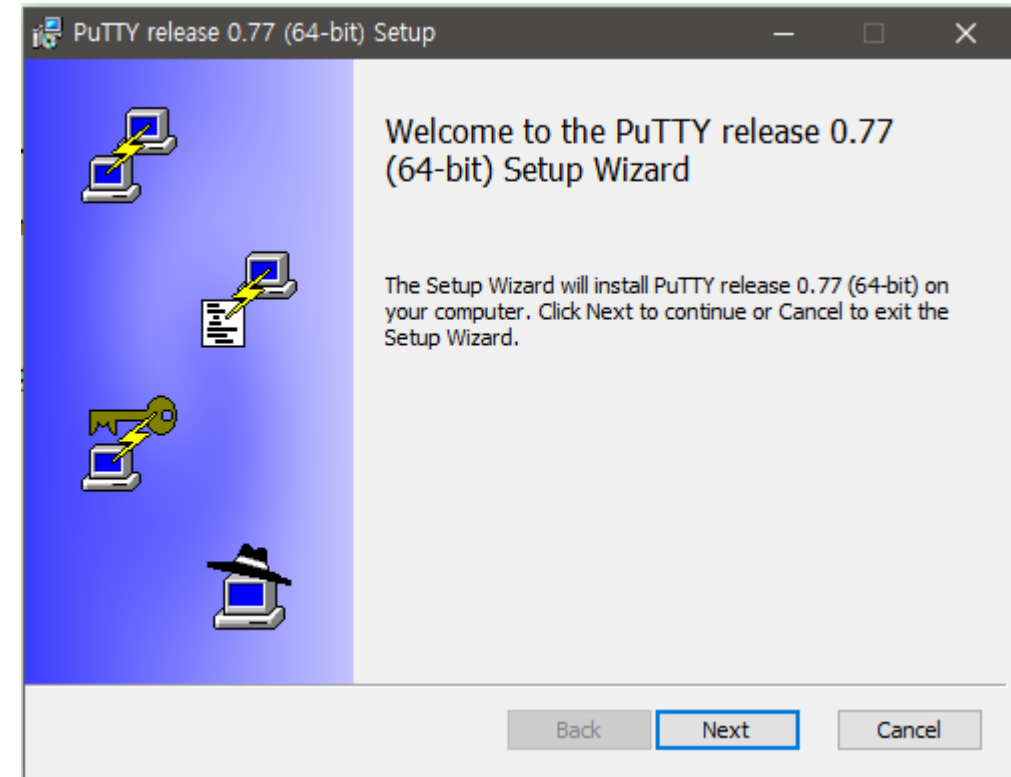 PuTTY release 0.77 (64-bit) Setup
Welcome to the PuTTY release 0.77
(64-bit) Setup Wizard
The Setup Wizard will install PuTTY release 0.77 (64-bit) on
your computer. Click Next to continue or Cancel to exit the
Setup Wizard.
Back
Next
Cancel